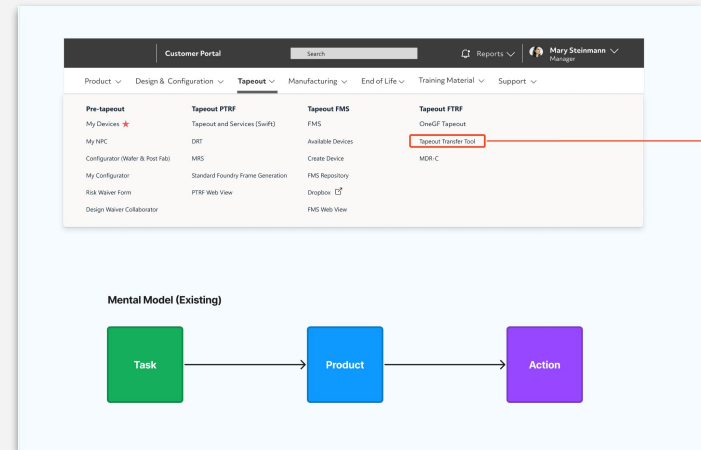 Customer Portal
Search
Reports
Mary Steinmann
Manager
Product
Design & Configuration
Tapeout
Manufacturing
End of Life
Training Material
Support
Pre-tapeout
My Devices
My NPC
Configurator (Wafer & Post Fab)
My Configurator
Risk Waiver Form
Design Waiver Collaborator
Tapeout PTRF
Tapeout and Services (Swift)
DRT
MRS
Standard Foundry Frame Generation
PTRF Web View
Tapeout FMS
FMS
Available Devices
Create Device
FMS Repository
Dropbox
FMS Web View
Tapeout FTRF
OneGF Tapeout
Tapeout Transfer Tool
MDR-C
Mental Model (Existing)
Task
Product
Action